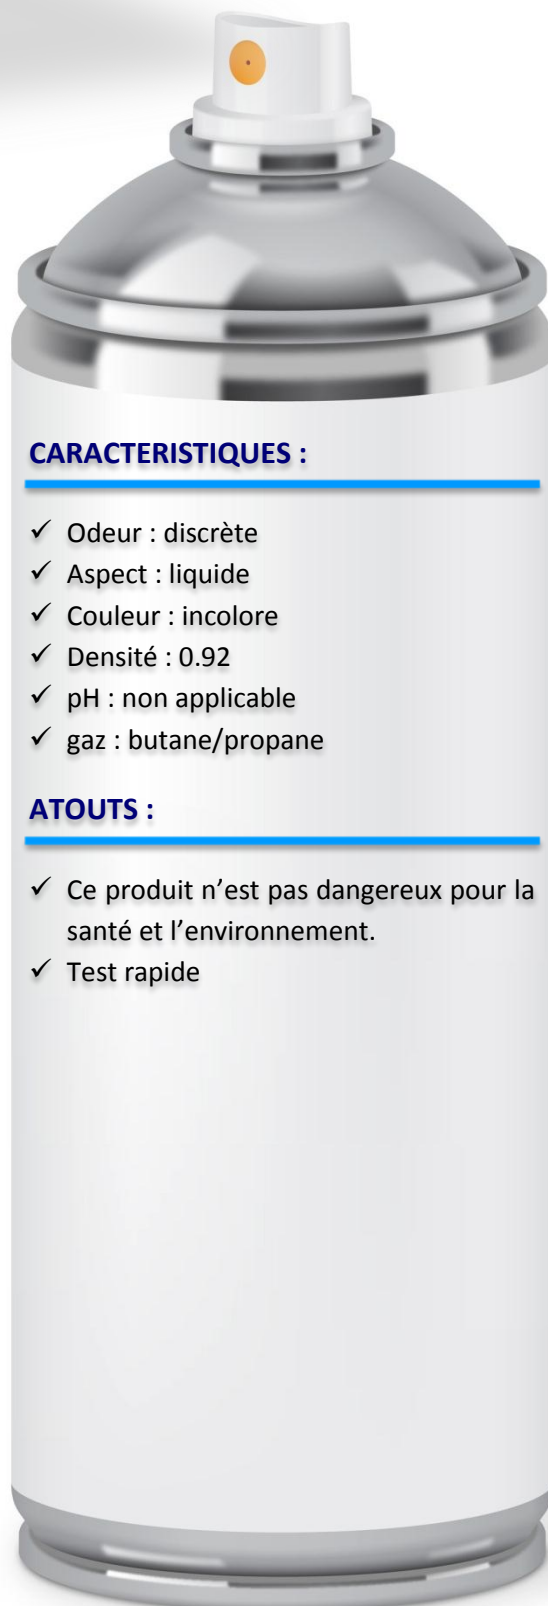 CARACTERISTIQUES :
✓ Odeur : discrète
✓ Aspect : liquide
✓ Couleur : incolore
✓ Densité : 0.92
✓ pH : non applicable
✓ gaz : butane/propane
ATOUTS :
✓ Ce produit n’est pas dangereux pour la
santé et l’environnement.
✓ Test rapide